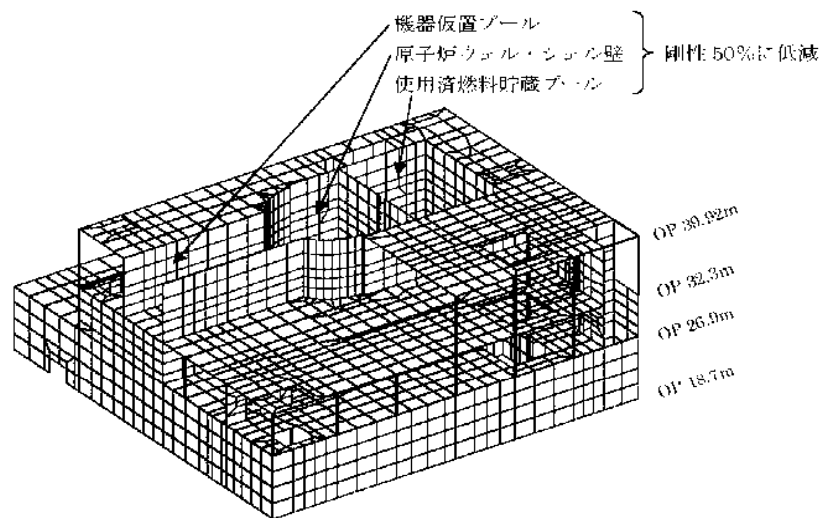 機器仮置プール
原子炉ウェル・シェル壁
使用済燃料貯蔵プール
剛性 50%に低減
OP 39.92m
OP 32.3m
OP 26.9m
OP 18.7m